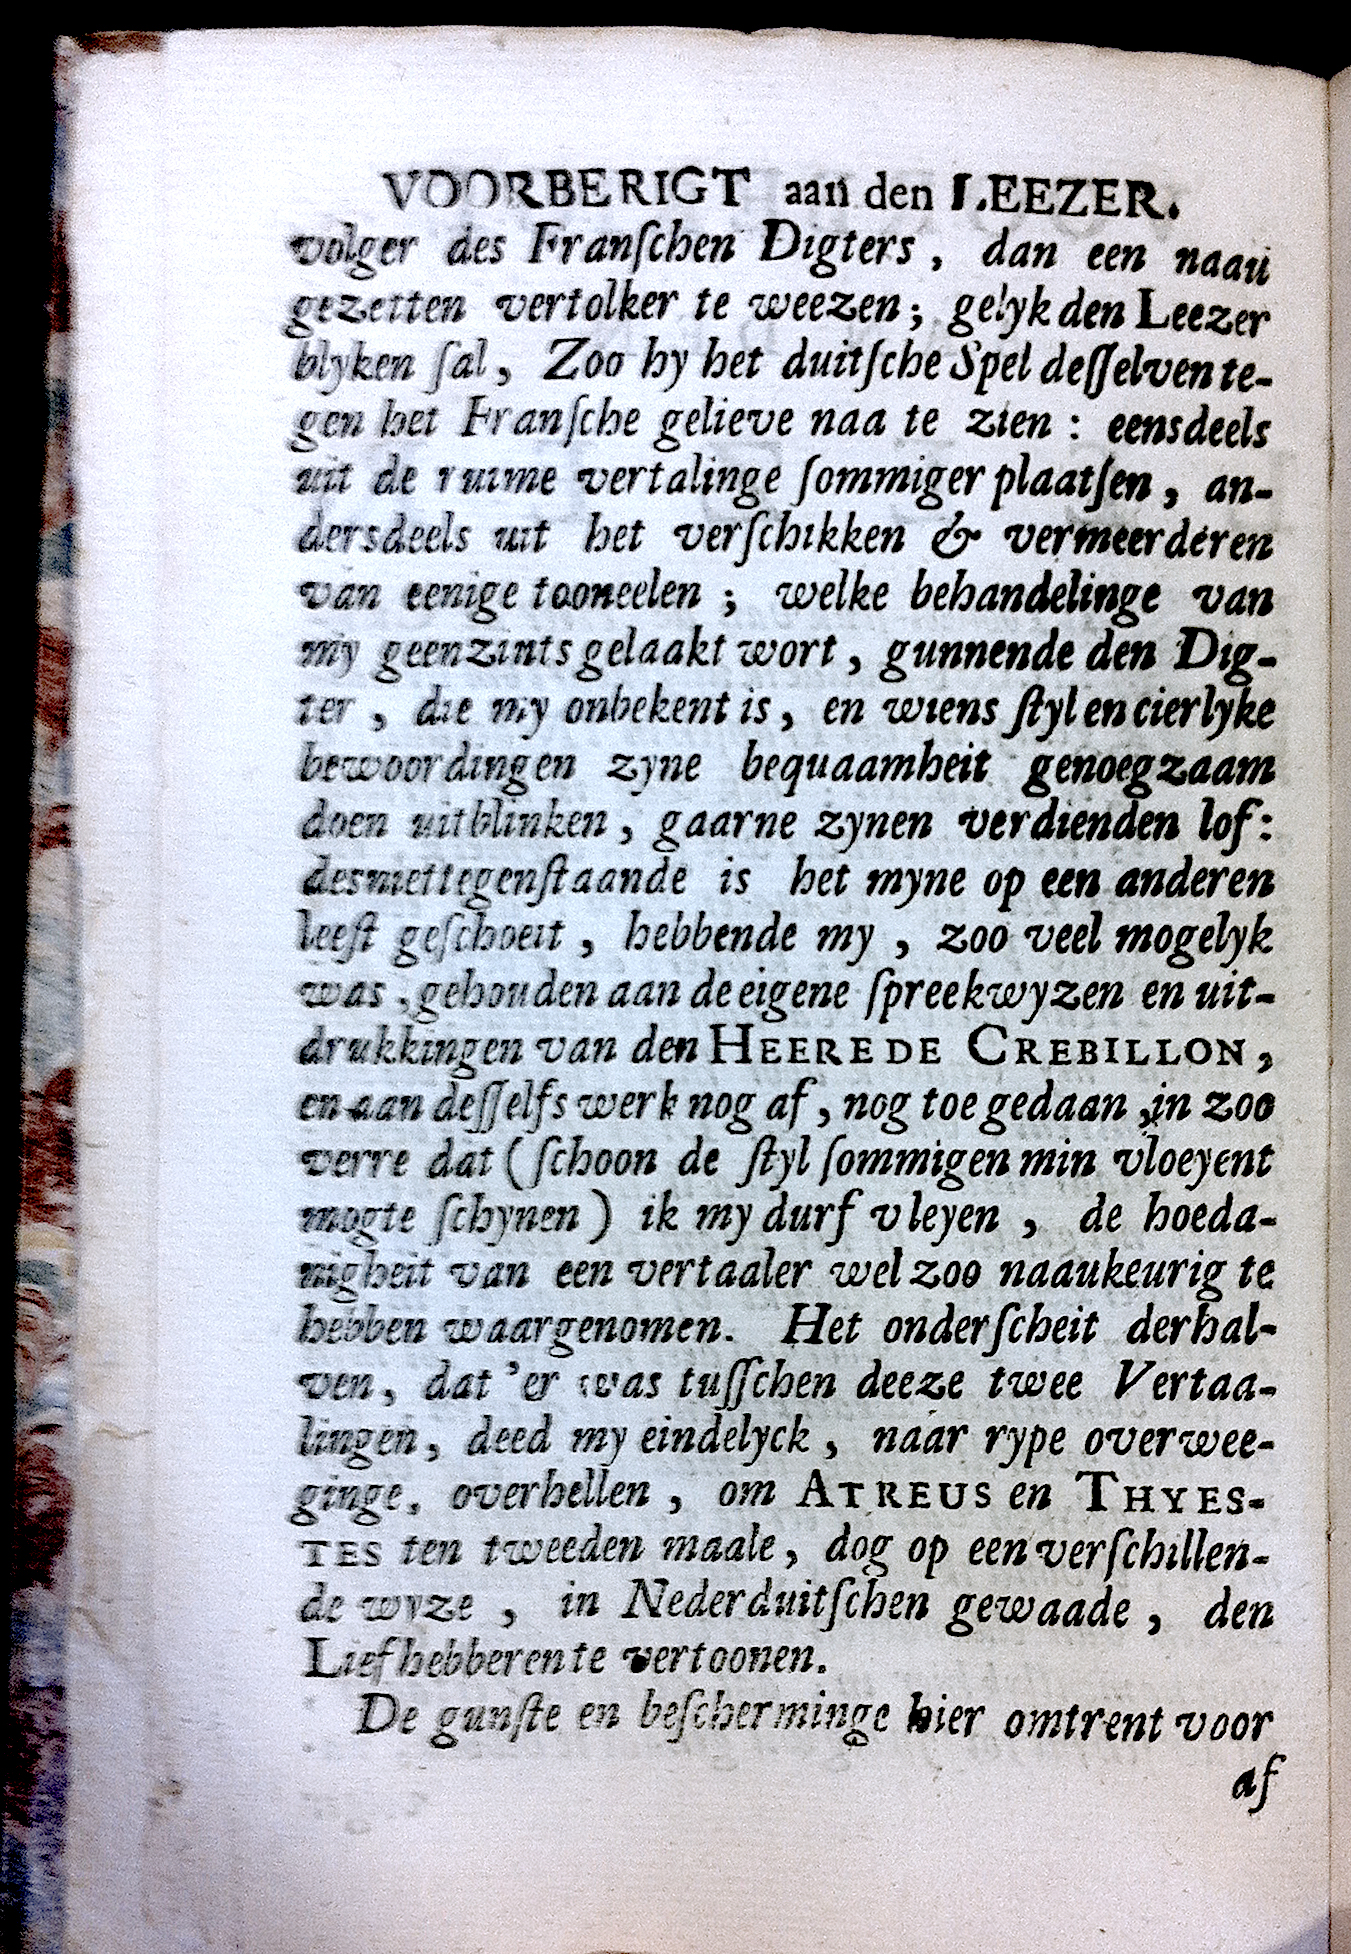 VOORBERIGT aan den LEEZER.
volger des Franſchen Digters, dan een naau
gezetten vertolker te weezen; gelyk den Leezer
blyken ſal, Zoo hy het duitſche Spel deſſelven te-
gen het Franſche gelieve naa te zien: eensdeels
uit de ruime vertalinge ſommiger plaatſen, an-
dersdeels uit het verſchikken & vermeerderen
van eenige tooneelen; welke behandelinge van
my geenzints gelaakt wort, gunnende den Dig-
ter, die my onbekent is, en wiens ſtyl en cierlyke
bewoordingen zyne bequaamheit genoegzaam
doen uitblinken, gaarne zynen verdienden lof:
desniettegenſtaande is het myne op een anderen
leeſt geſchoeit, hebbende my, zoo veel mogelyk
was, gehouden aan de eigene ſpreekwyzen en uit-
drukkingen van den HEERE DE CREBILLON,
en aan deſſelfs werk nog af, nog toe gedaan, in zoo
verre dat (ſchoon de ſtyl ſommigen min vloeyent
mogte ſchynen) ik my durf vleyen, de hoeda-
nigheit van een vertaaler wel zoo naaukeurig te
hebben waargenomen. Het onderſcheit derhal-
ven, dat 'er was tuſſchen deeze twee Vertaa-
lingen, deed my eindelyck, naar rype overwee-
ginge, overhellen, om ATREUS en THYES-
TES ten tweeden maale, dog op een verſchillen-
de wyze, in Nederduitſchen gewaade, den
Liefhebberen te vertoonen.
De gunſte en beſcherminge hier omtrent voor
af